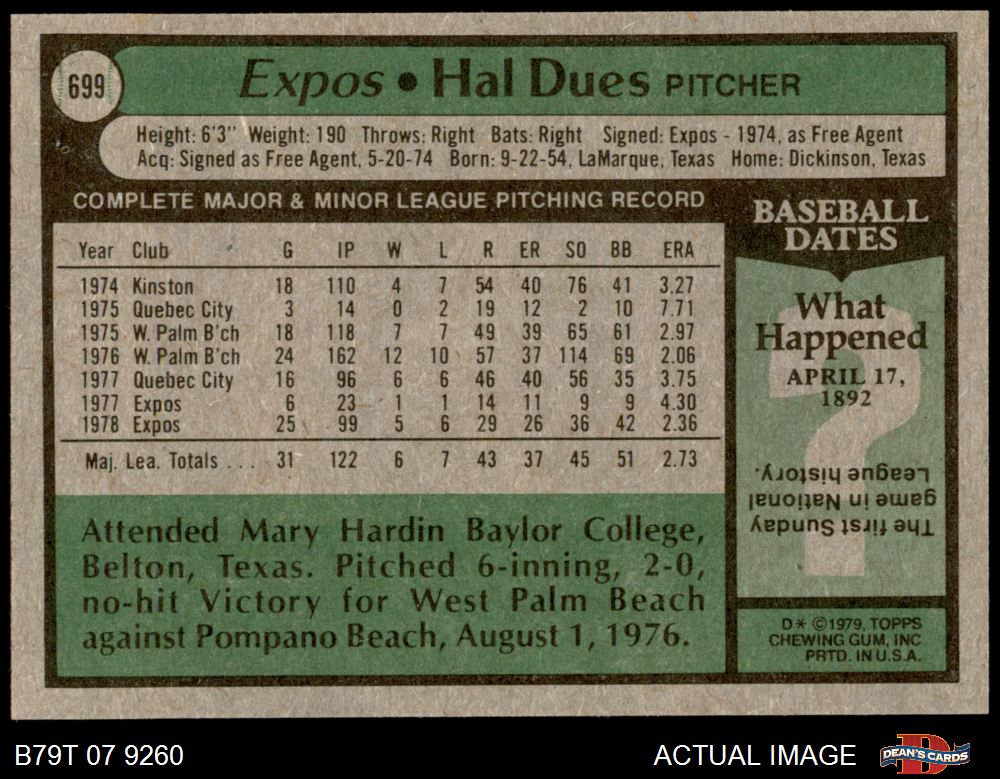 699
Expos • Hal Dues PITCHER
Height: 6'3" Weight: 190 Throws: Right Bats: Right Signed: Expos - 1974, as Free Agent
Acq: Signed as Free Agent, 5-20-74 Born: 9-22-54, LaMarque, Texas Home: Dickinson, Texas
COMPLETE MAJOR & MINOR LEAGUE PITCHING RECORD
Year Club G IP W L R ER SO BB ERA
1974 Kinston 18 110 4 7 54 40 76 41 3.27
1975 Quebec City 3 14 0 2 19 12 2 10 7.71
1975 W. Palm B'ch 18 118 7 7 49 39 65 61 2.97
1976 W. Palm B'ch 24 162 12 10 57 37 114 69 2.06
1977 Quebec City 16 96 6 6 46 40 56 35 3.75
1977 Expos 6 23 1 1 14 11 9 9 4.30
1978 Expos 25 99 5 6 29 26 36 42 2.36
Maj. Lea. Totals . . . 31 122 6 7 43 37 45 51 2.73
Attended Mary Hardin Baylor College,
Belton, Texas. Pitched 6-inning, 2-0,
no-hit Victory for West Palm Beach
against Pompano Beach, August 1, 1976.
BASEBALL
DATES
What
Happened
APRIL 17,
1892
?
The first Sunday
game in National
League history.
D* ©1979, TOPPS
CHEWING GUM, INC
PRTD. IN U.S.A.
B79T 07 9260
ACTUAL IMAGE
D
DEAN'S CARDS